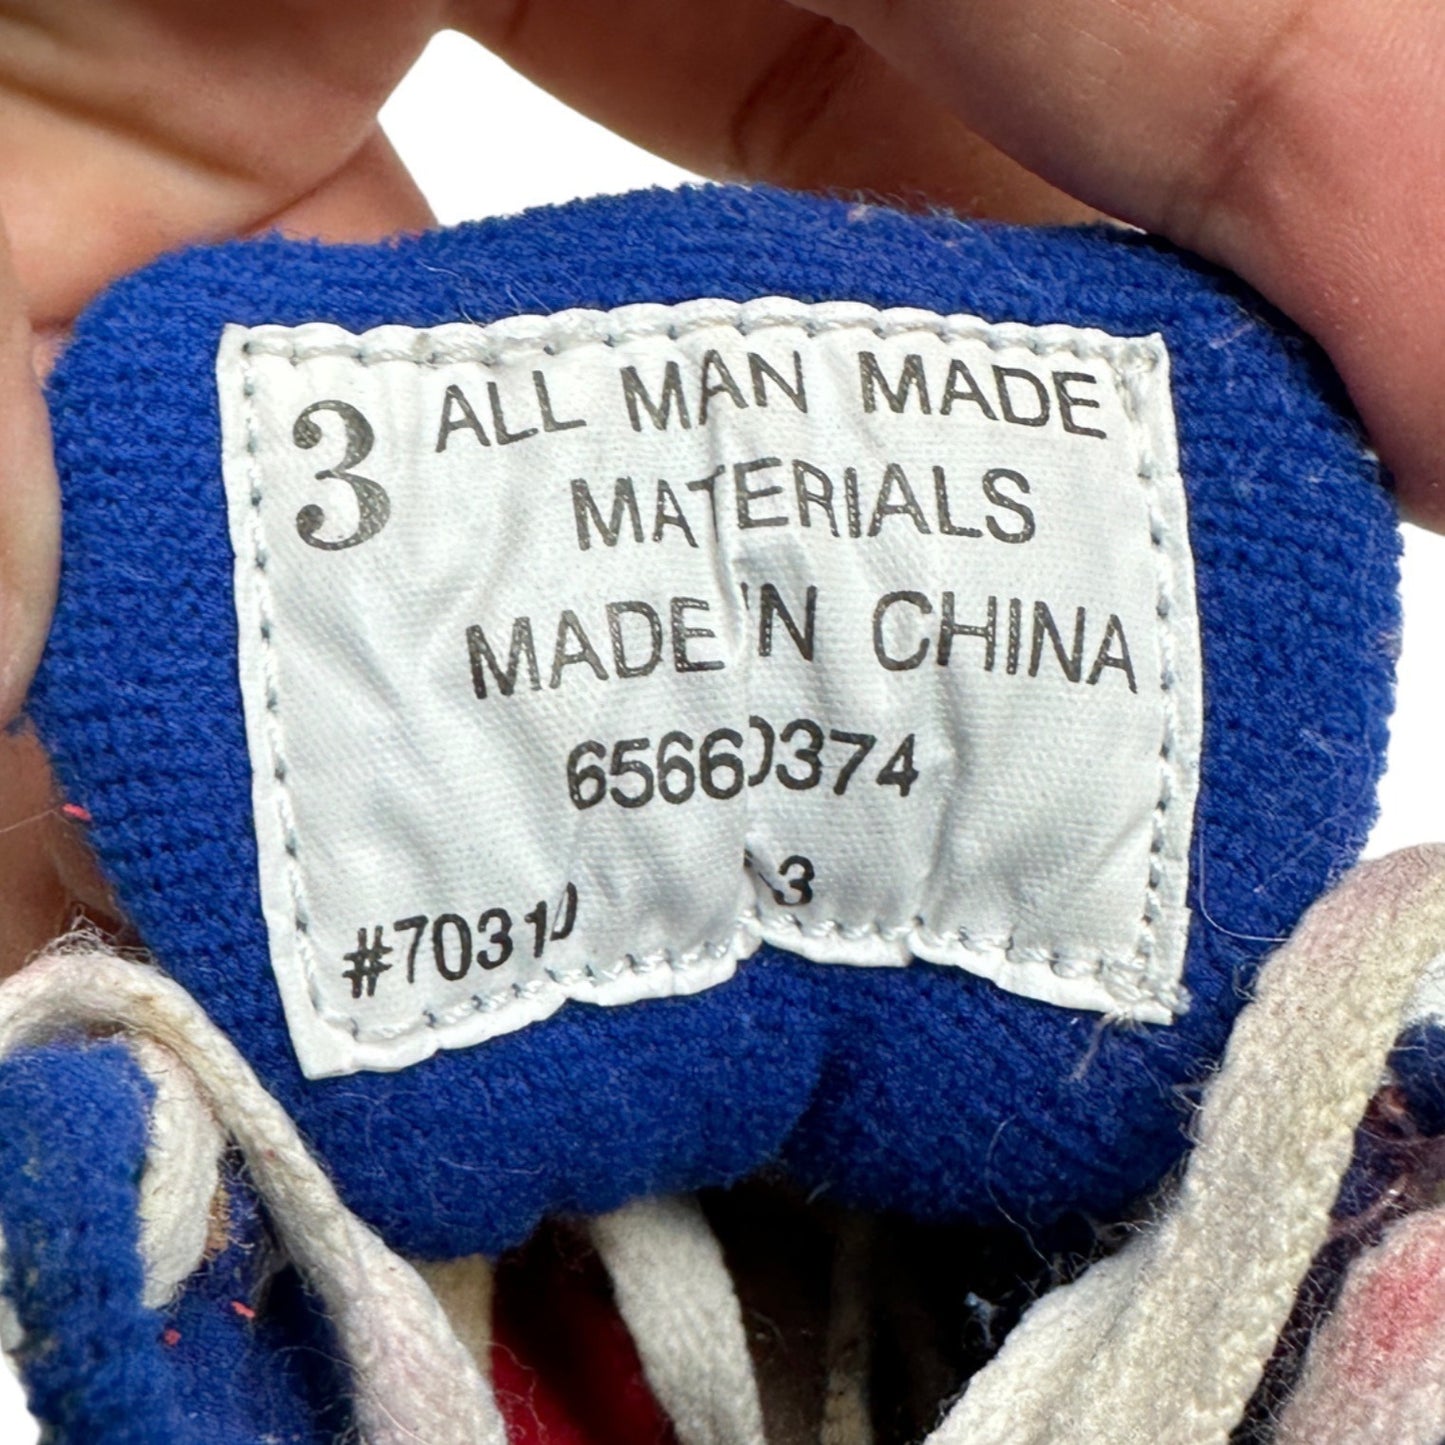 3 ALL MAN MADE
MATERIALS
MADE IN CHINA
65660374
#70310